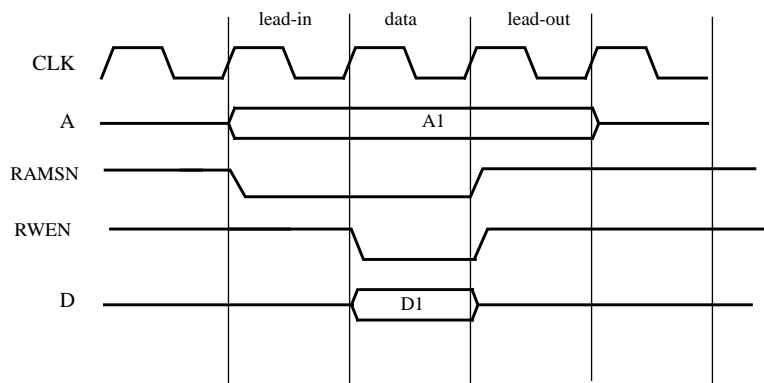 lead-in data lead-out
CLK
A A1
RAMSN
RWEN
D D1